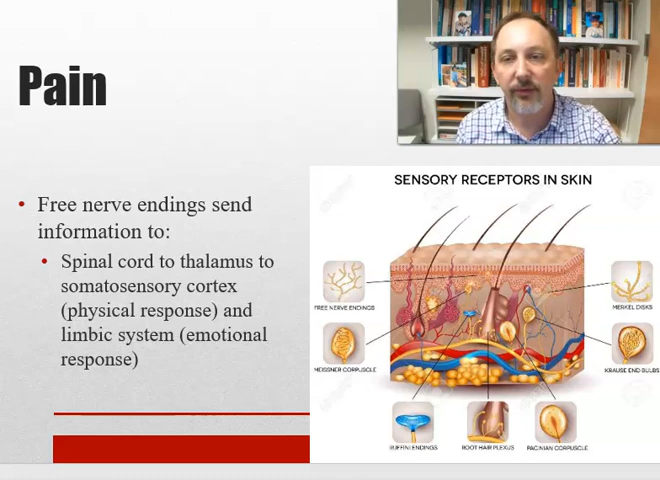 Pain
• Free nerve endings send
information to:
• Spinal cord to thalamus to
somatosensory cortex
(physical response) and
limbic system (emotional
response)
SENSORY RECEPTORS IN SKIN
FREE NERVE ENDINGS
MERKEL DISKS
MEISSNER CORPUSCLE
KRAUSE END BULBS
RUFFINI ENDINGS
ROOT HAIR PLEXUS
PACINIAN CORPUSCLE